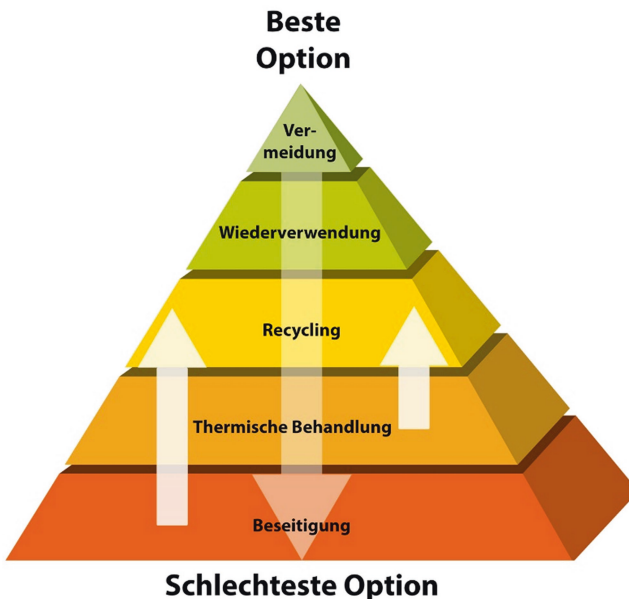 Beste
Option
Ver-
meidung
Wiederverwendung
Recycling
Thermische Behandlung
Beseitigung
Schlechteste Option